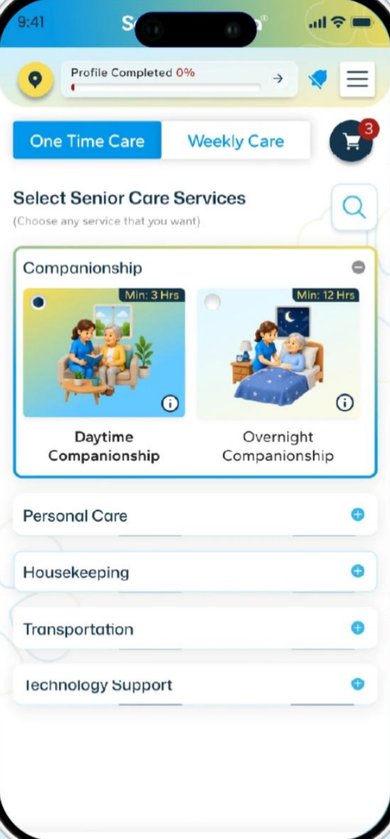 9:41
Profile Completed 0%
One Time Care
Weekly Care
3
Select Senior Care Services
(Choose any service that you want)
Companionship
Min: 3 Hrs
Min: 12 Hrs
Daytime
Companionship
Overnight
Companionship
Personal Care
Housekeeping
Transportation
Technology Support